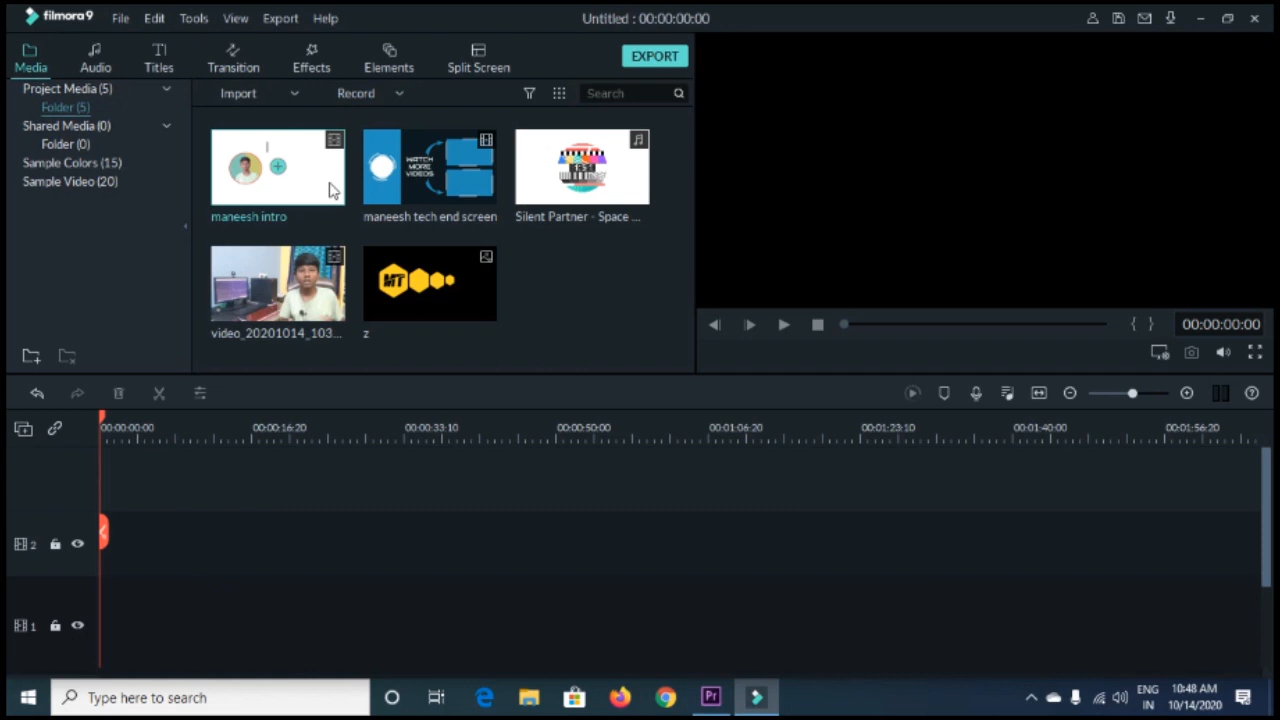 filmora9 File Edit Tools View Export Help Untitled : 00:00:00:00
Media Audio Titles Transition Effects Elements Split Screen EXPORT
Project Media (5)
Folder (5)
Shared Media (0)
Folder (0)
Sample Colors (15)
Sample Video (20)
Import Record Search
WATCH
MORE
VIDEOS
maneesh intro maneesh tech end screen Silent Partner - Space ...
MT
video_20201014_103... z
{ } 00:00:00:00
00:00:00:00 00:00:16:20 00:00:33:10 00:00:50:00 00:01:06:20 00:01:23:10 00:01:40:00 00:01:56:20
2
1
Type here to search
Pr
ENG
IN
10:48 AM
10/14/2020